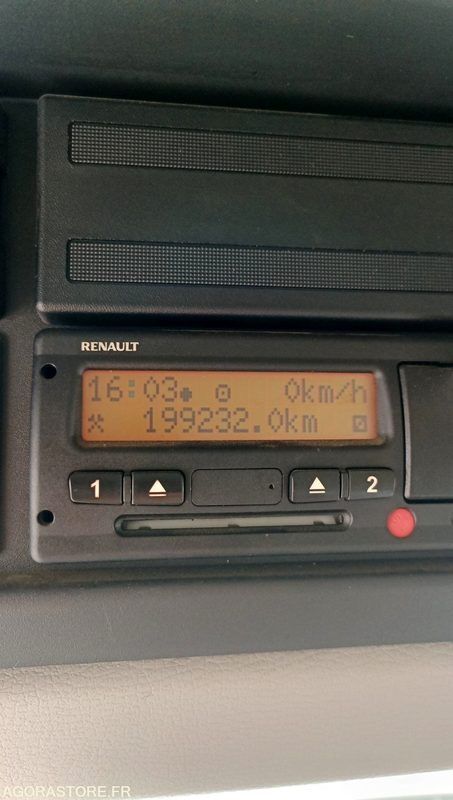 RENAULT
16:03 0km/h
199232.0km
1 2
AGORASTORE.FR